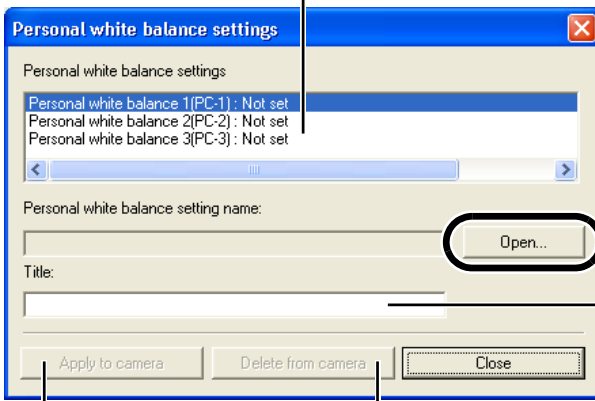 Personal white balance settings
Personal white balance settings
Personal white balance 1(PC-1) : Not set
Personal white balance 2(PC-2) : Not set
Personal white balance 3(PC-3) : Not set
Personal white balance setting name:
Open...
Title:
Apply to camera Delete from camera Close